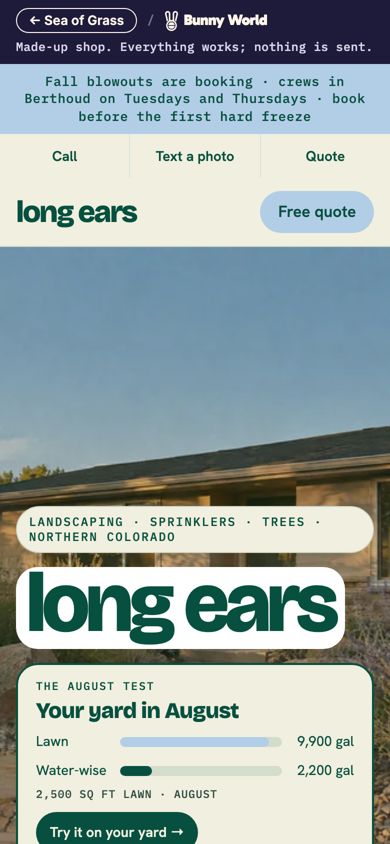 ← Sea of Grass / Bunny World
Made-up shop. Everything works; nothing is sent.
Fall blowouts are booking · crews in
Berthoud on Tuesdays and Thursdays · book
before the first hard freeze
Call Text a photo Quote
long ears Free quote
LANDSCAPING · SPRINKLERS · TREES ·
NORTHERN COLORADO
long ears
THE AUGUST TEST
Your yard in August
Lawn 9,900 gal
Water-wise 2,200 gal
2,500 SQ FT LAWN · AUGUST
Try it on your yard →